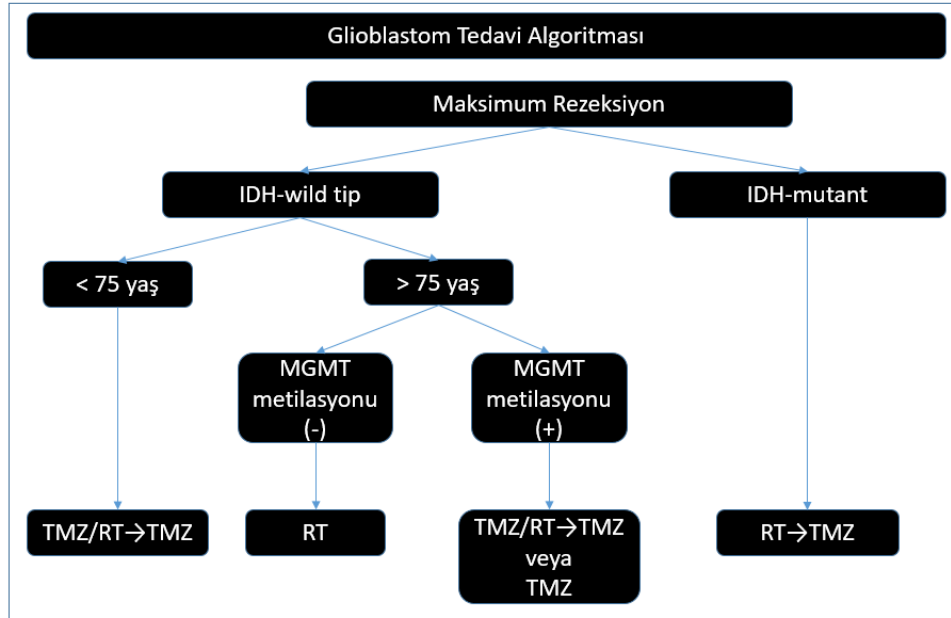 Glioblastom Tedavi Algoritması
Maksimum Rezeksiyon
IDH-wild tip
IDH-mutant
< 75 yaş
> 75 yaş
MGMT
metilasyonu
(-)
MGMT
metilasyonu
(+)
TMZ/RT→TMZ
RT
TMZ/RT→TMZ
veya
TMZ
RT→TMZ